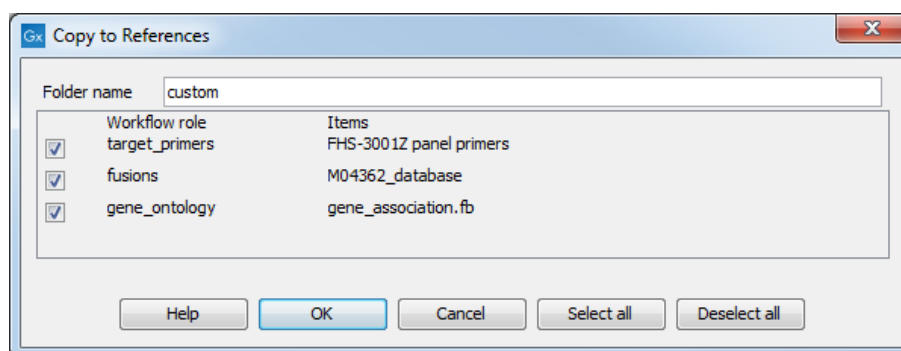 Gx Copy to References
Folder name custom
Workflow role Items
target_primers FHS-3001Z panel primers
fusions M04362_database
gene_ontology gene_association.fb
Help OK Cancel Select all Deselect all